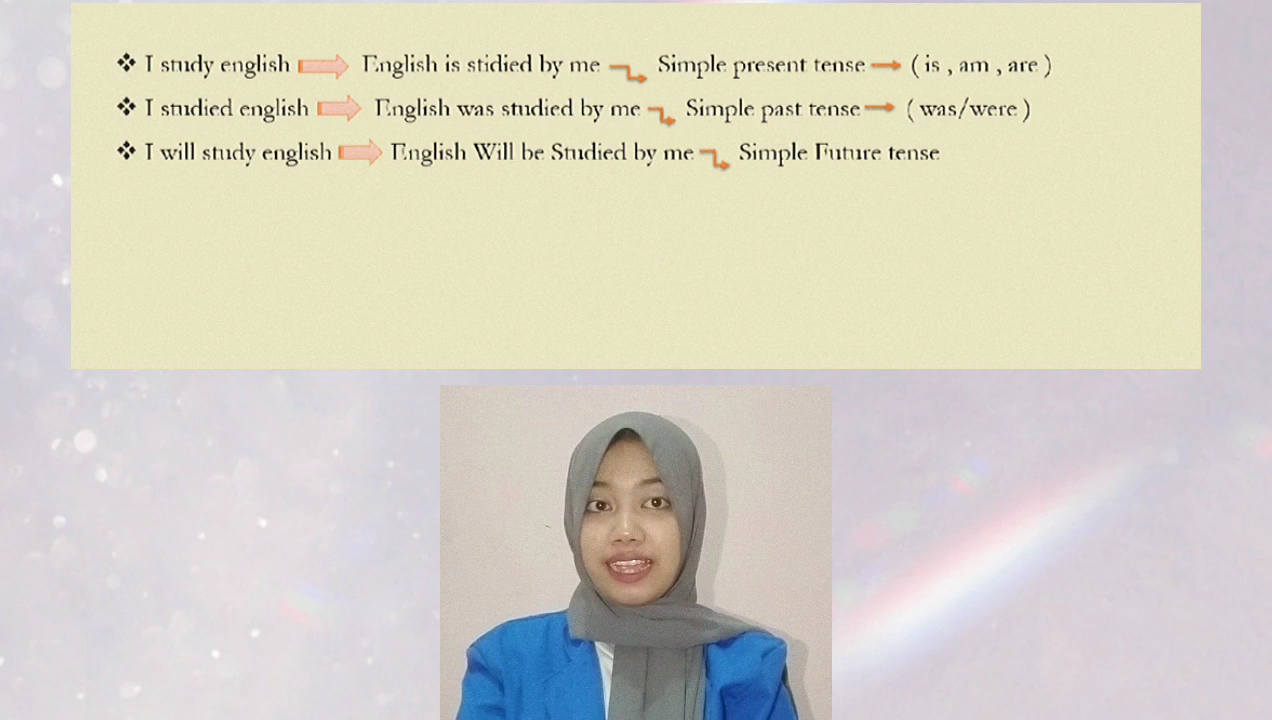 ❖ I study english English is stidied by me Simple present tense ( is , am , are )
❖ I studied english English was studied by me Simple past tense ( was/were )
❖ I will study english English Will be Studied by me Simple Future tense